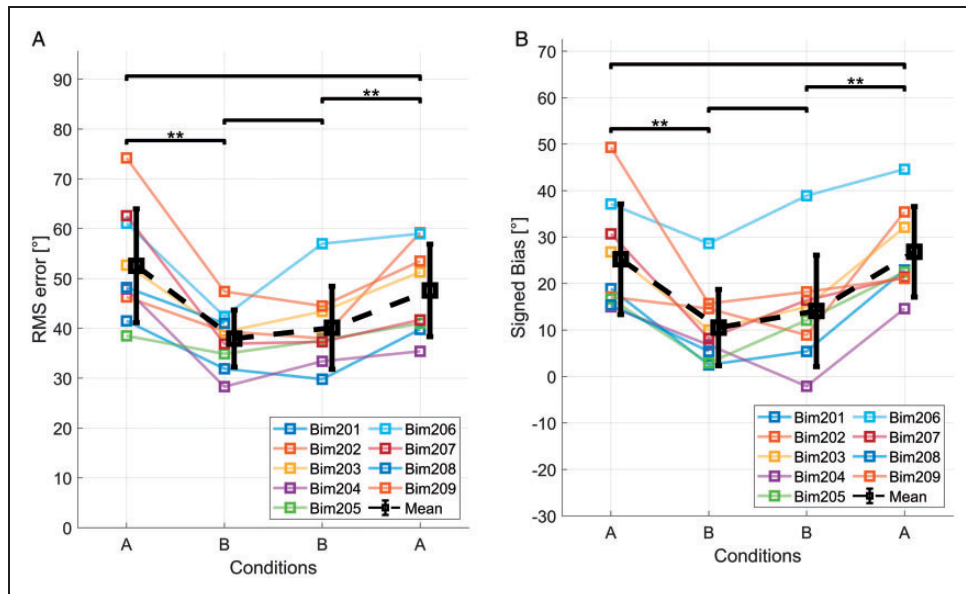 A
RMS error [°]
90
80
70
60
50
40
30
20
10
0
**
**
Bim201
Bim202
Bim203
Bim204
Bim205
Bim206
Bim207
Bim208
Bim209
Mean
A
B
B
A
Conditions
B
Signed Bias [°]
70
60
50
40
30
20
10
0
-10
-20
-30
**
**
Bim201
Bim202
Bim203
Bim204
Bim205
Bim206
Bim207
Bim208
Bim209
Mean
A
B
B
A
Conditions